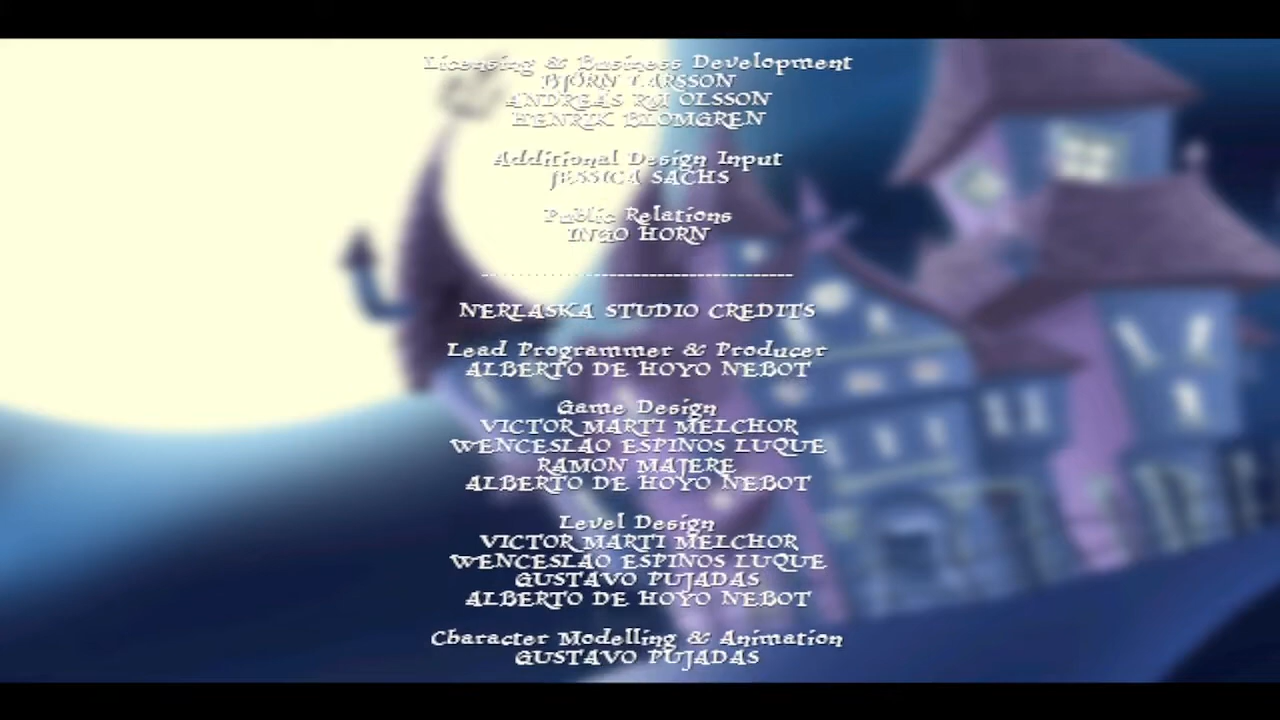 Licensing & Business Development
BJÖRN LARSSON
ANDREAS RM OLSSON
HENRIK BLOMGREN
Additional Design Input
JESSICA SACHS
Public Relations
INGO HORN
---------------------------------------
NERLASKA STUDIO CREDITS
Lead Programmer & Producer
ALBERTO DE HOYO NEBOT
Game Design
VICTOR MARTI MELCHOR
WENCESLAO ESPINOS LUQUE
RAMON MAJERE
ALBERTO DE HOYO NEBOT
Level Design
VICTOR MARTI MELCHOR
WENCESLAO ESPINOS LUQUE
GUSTAVO PUJADAS
ALBERTO DE HOYO NEBOT
Character Modelling & Animation
GUSTAVO PUJADAS